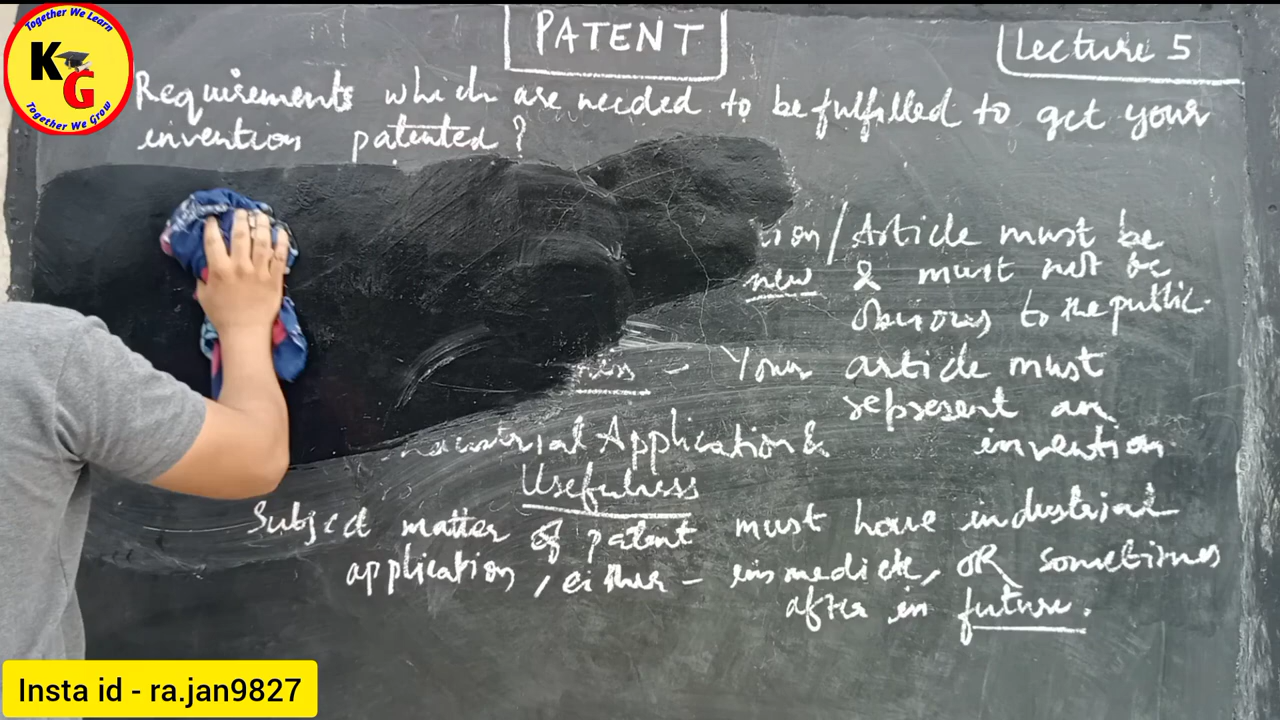 Together We Learn
KG
Together We Grow
PATENT
Lecture 5
Requirements which are needed to be fulfilled to get your
invention patented?
tion/Article must be
new & must not be
obvious to the public.
- Your article must
represent an
invention
Industrial Application &
Usefulness
Subject matter of patent must have industrial
application, either - immediate, OR sometimes
after in future.
Insta id - ra.jan9827